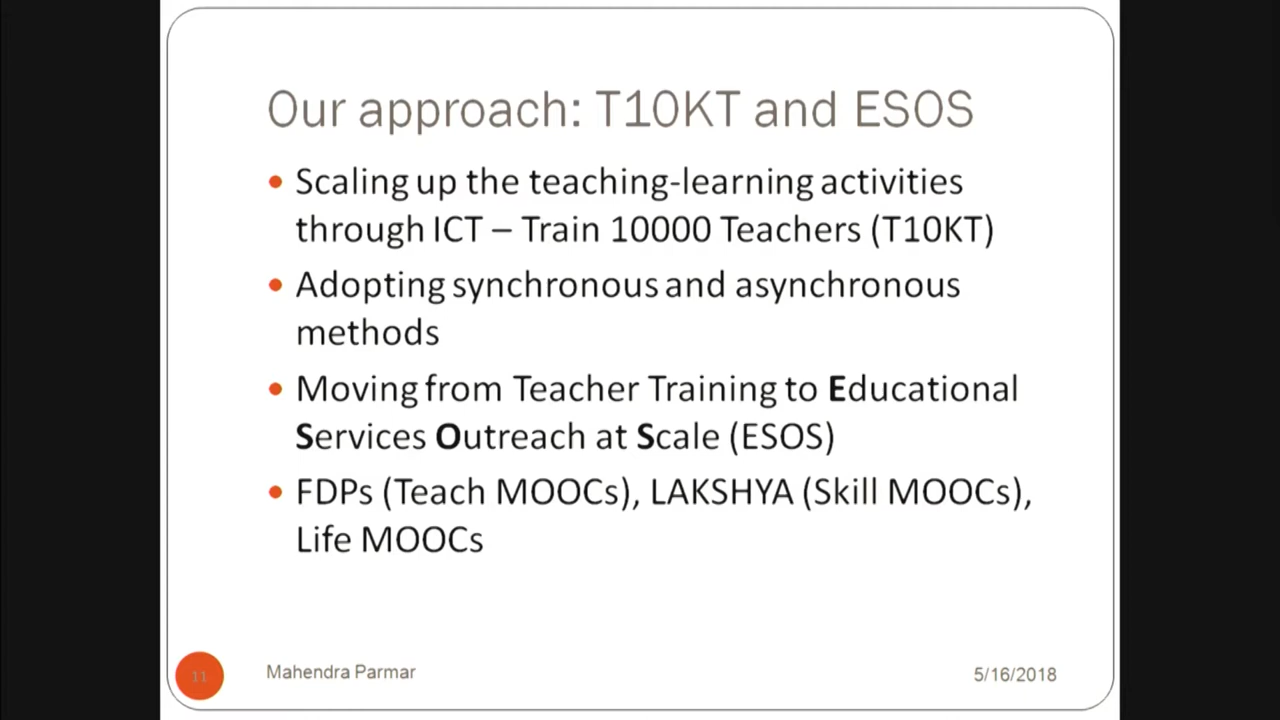 Our approach: T10KT and ESOS
• Scaling up the teaching-learning activities
through ICT – Train 10000 Teachers (T10KT)
• Adopting synchronous and asynchronous
methods
• Moving from Teacher Training to Educational
Services Outreach at Scale (ESOS)
• FDPs (Teach MOOCs), LAKSHYA (Skill MOOCs),
Life MOOCs
11
Mahendra Parmar
5/16/2018